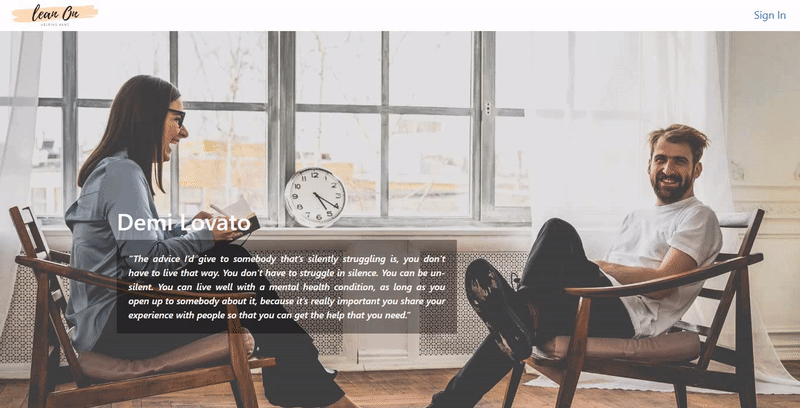 lean On
HELPING HAND
Sign In
Demi Lovato
"The advice I'd give to somebody that's silently struggling is, you don't
have to live that way. You don't have to struggle in silence. You can be un-
silent. You can live well with a mental health condition, as long as you
open up to somebody about it, because it's really important you share your
experience with people so that you can get the help that you need."